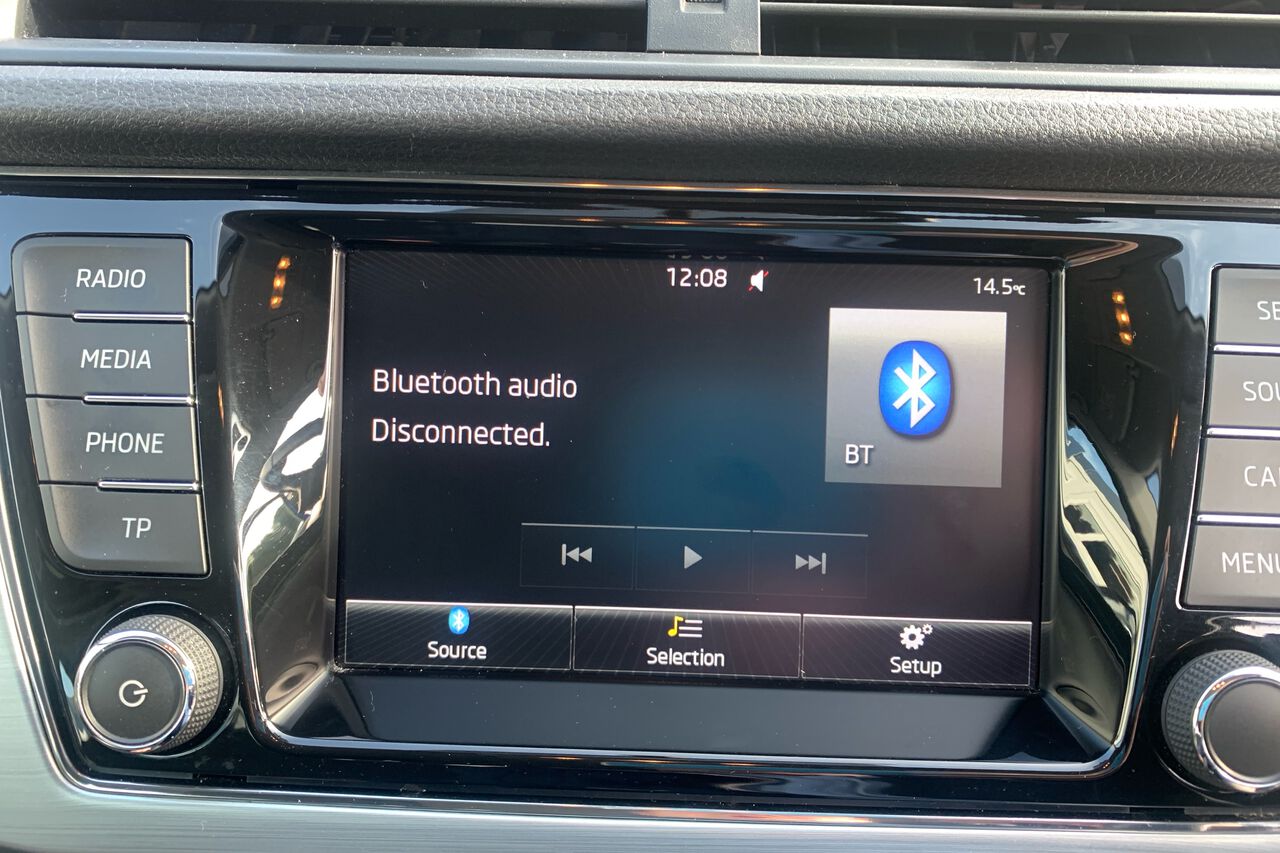 12:08
14.5°C
RADIO
MEDIA
PHONE
TP
Bluetooth audio
Disconnected.
BT
Source
Selection
Setup
MENU